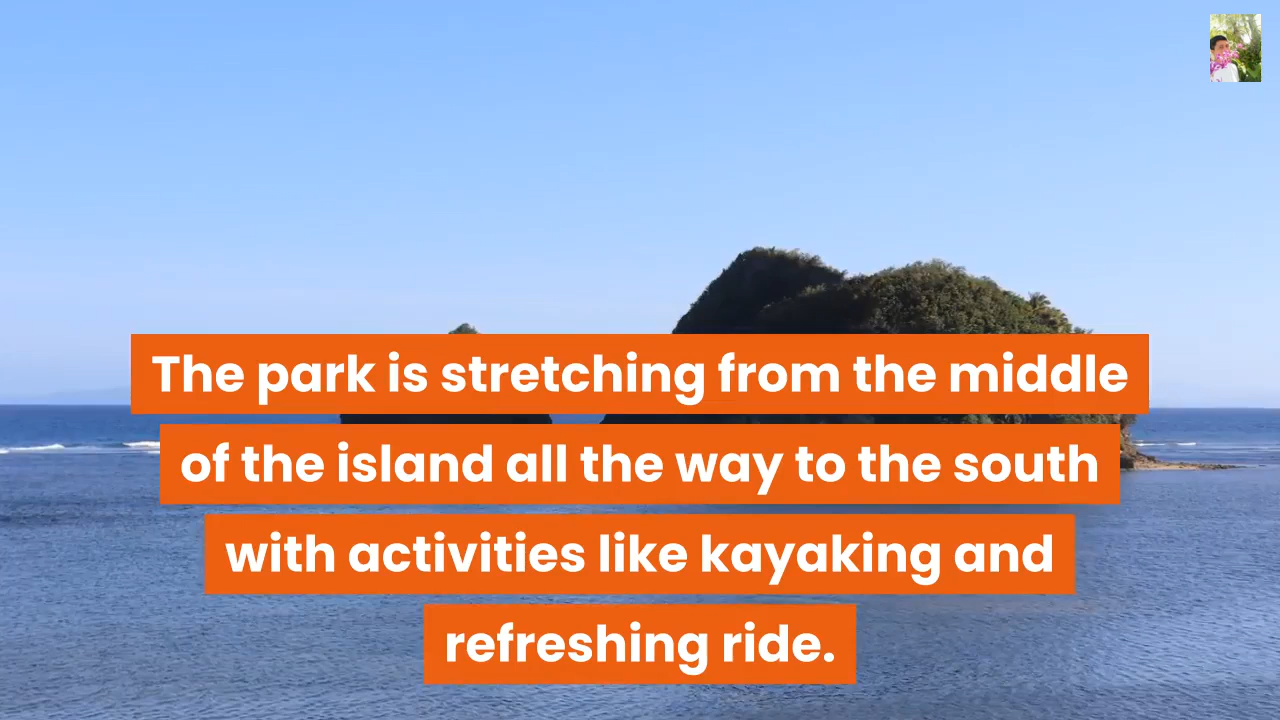 The park is stretching from the middle
of the island all the way to the south
with activities like kayaking and
refreshing ride.